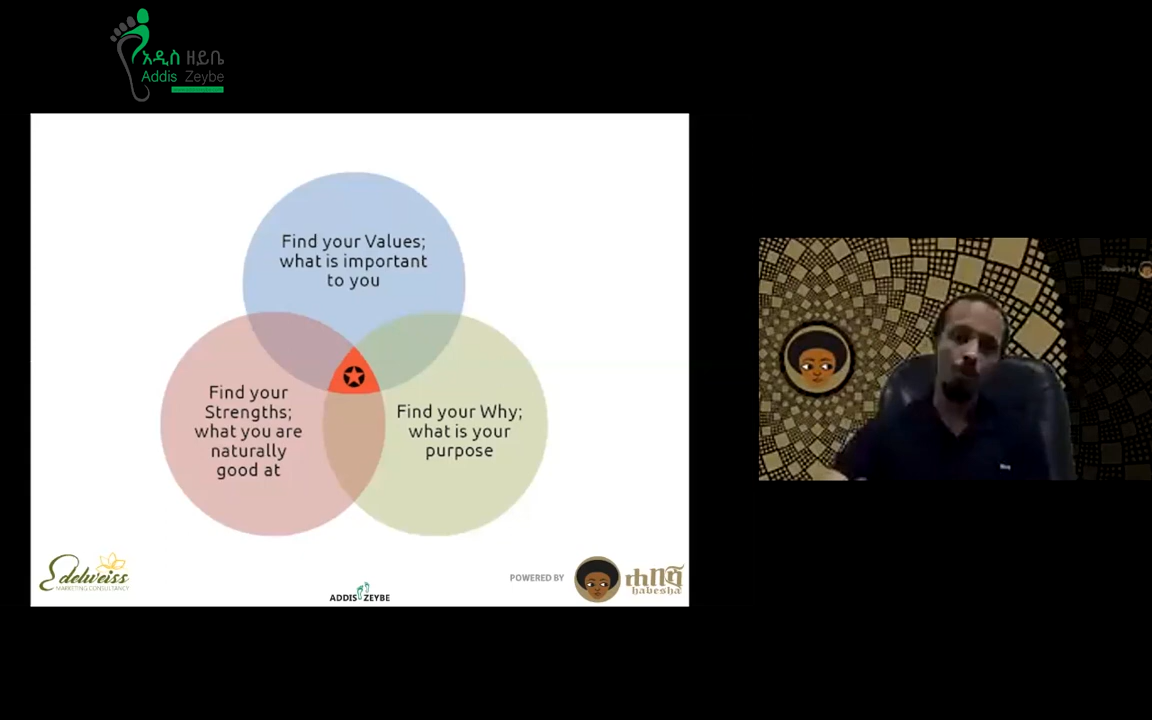 አዲስ ዘይቤ
Addis Zeybe
Find your Values;
what is important
to you
Find your
Strengths;
what you are
naturally
good at
Find your Why;
what is your
purpose
Edelweiss
MARKETING CONSULTANCY
ADDIS ZEYBE
POWERED BY
ሐበሻ
habesha